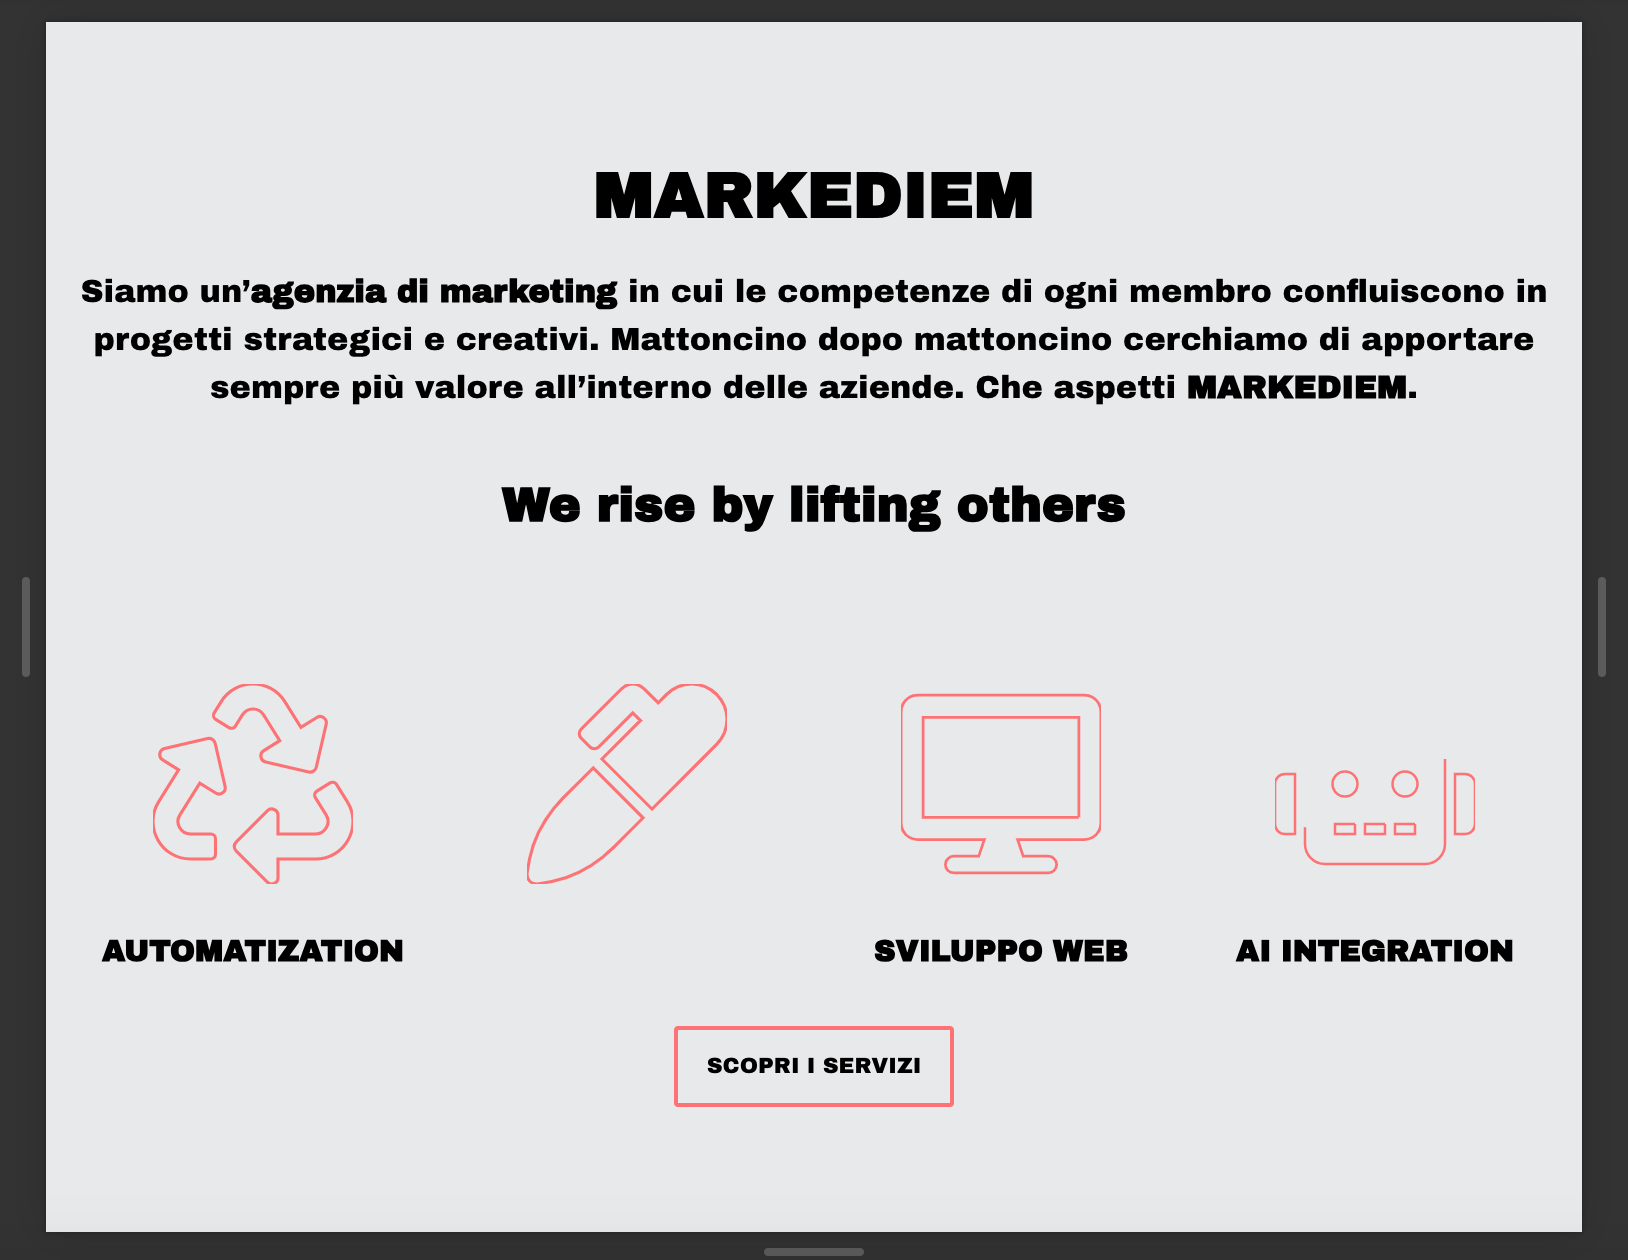 MARKEDIEM
Siamo un’agenzia di marketing in cui le competenze di ogni membro confluiscono in
progetti strategici e creativi. Mattoncino dopo mattoncino cerchiamo di apportare
sempre più valore all’interno delle aziende. Che aspetti MARKEDIEM.
We rise by lifting others
AUTOMATIZATION
SVILUPPO WEB
AI INTEGRATION
SCOPRI I SERVIZI